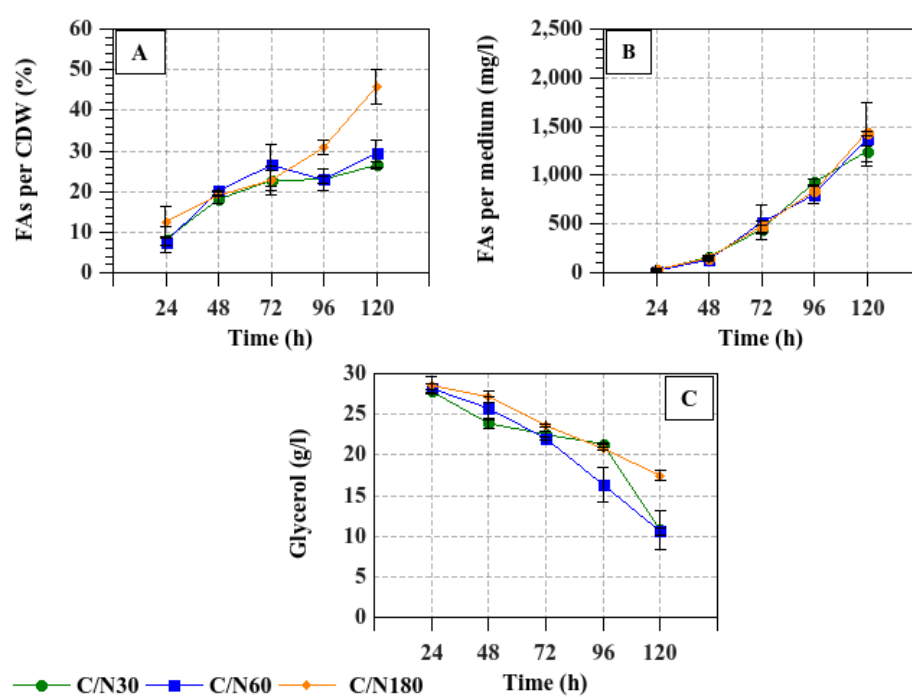 A
FAs per CDW (%)
60
50
40
30
20
10
0
24 48 72 96 120
Time (h)
B
FAs per medium (mg/l)
2,500
2,000
1,500
1,000
500
0
24 48 72 96 120
Time (h)
C
Glycerol (g/l)
30
25
20
15
10
5
0
24 48 72 96 120
Time (h)
C/N30 C/N60 C/N180